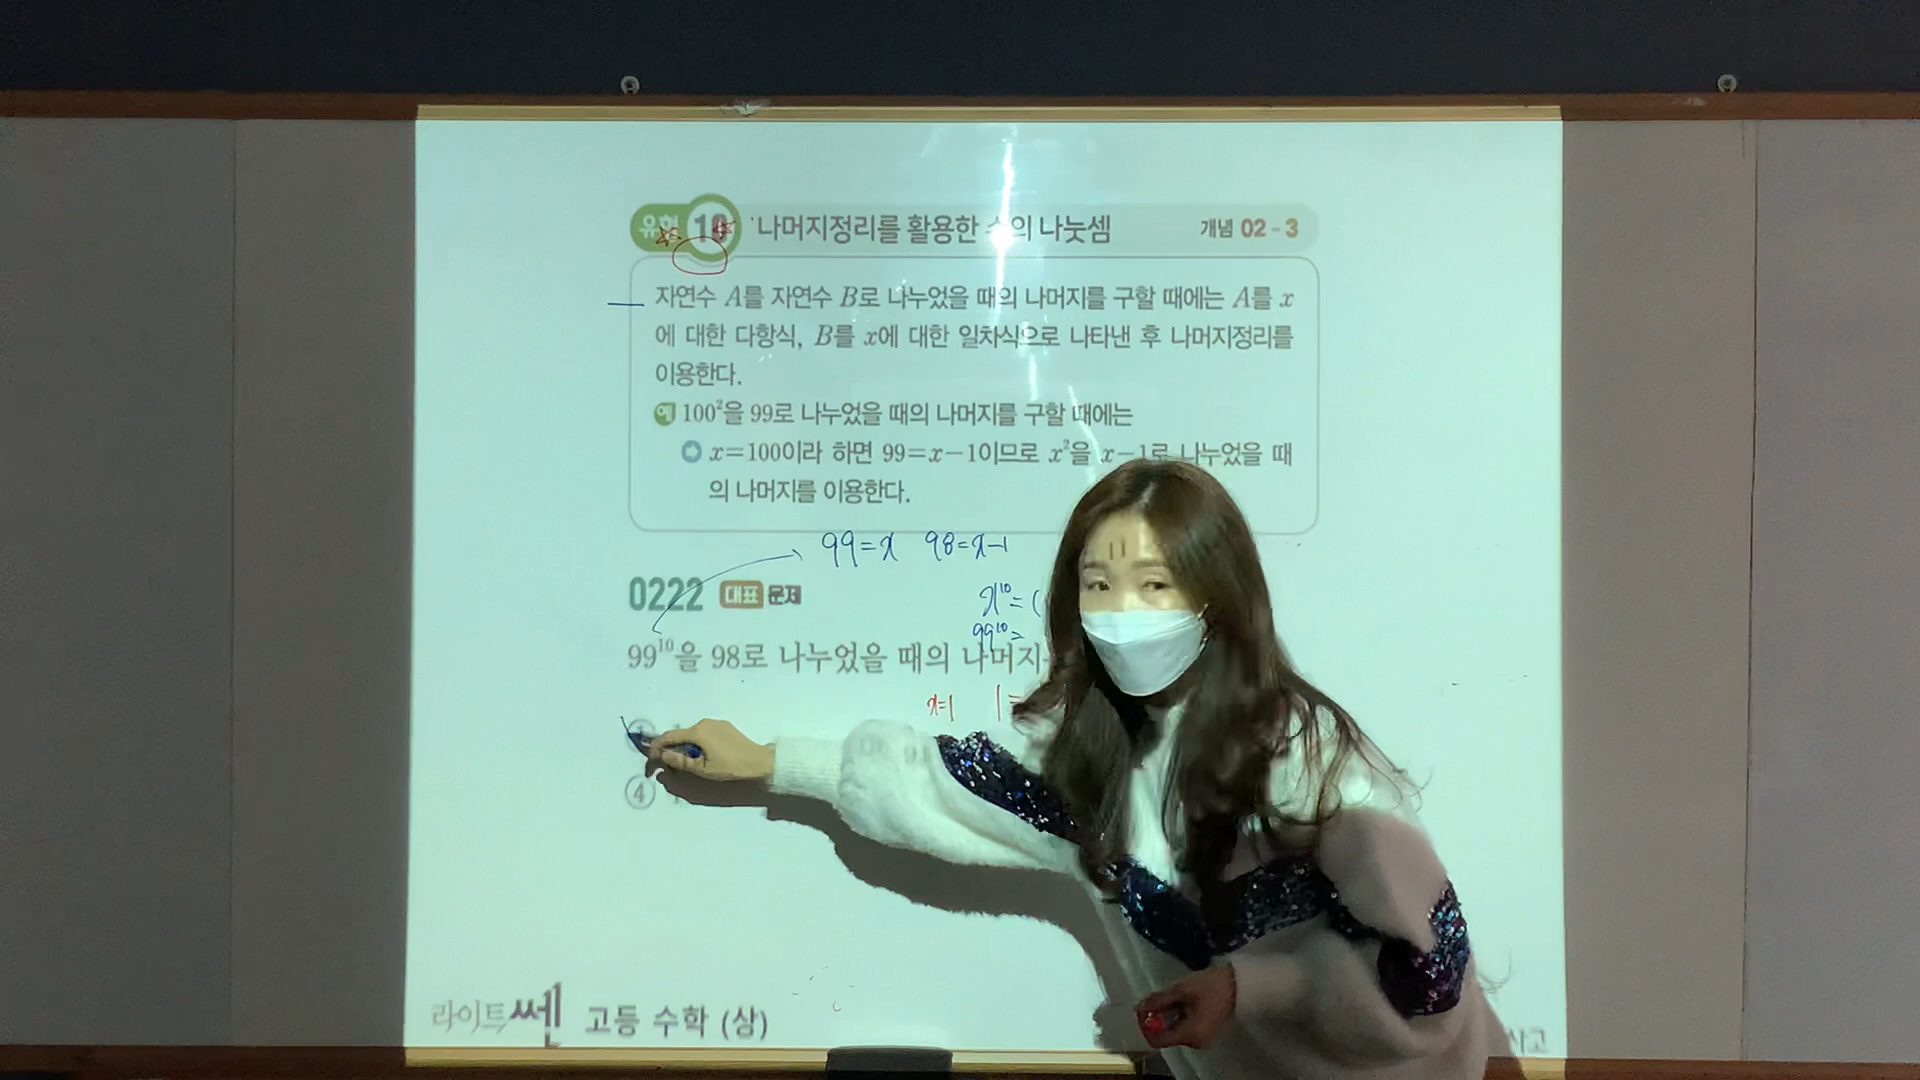 유형 10 나머지정리를 활용한 수의 나눗셈 개념 02-3
자연수 A를 자연수 B로 나누었을 때의 나머지를 구할 때에는 A를 x
에 대한 다항식, B를 x에 대한 일차식으로 나타낸 후 나머지정리를
이용한다.
예 100²을 99로 나누었을 때의 나머지를 구할 때에는
x=100이라 하면 99=x-1이므로 x²을 x-1로 나누었을 때
의 나머지를 이용한다.
99=x 98=x-1
0222 대표 문제
x¹⁰=(
99¹⁰=
99¹⁰을 98로 나누었을 때의 나머지
x=1 1=
①
④
라이트쎈 고등 수학 (상)
사고